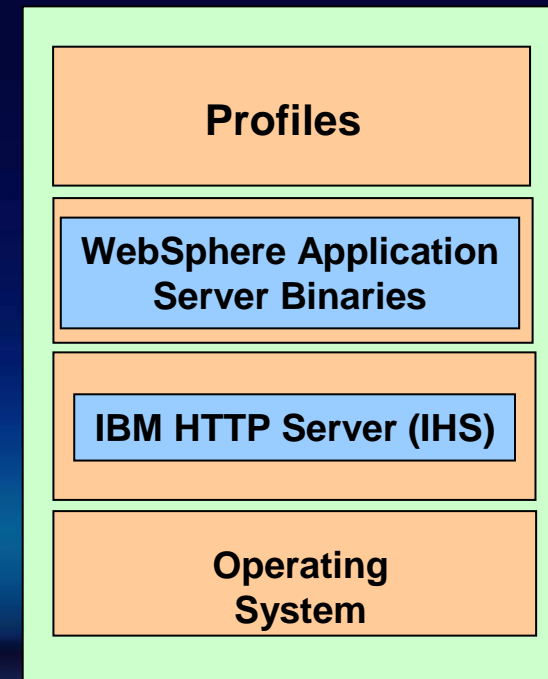 Profiles
WebSphere Application
Server Binaries
IBM HTTP Server (IHS)
Operating
System